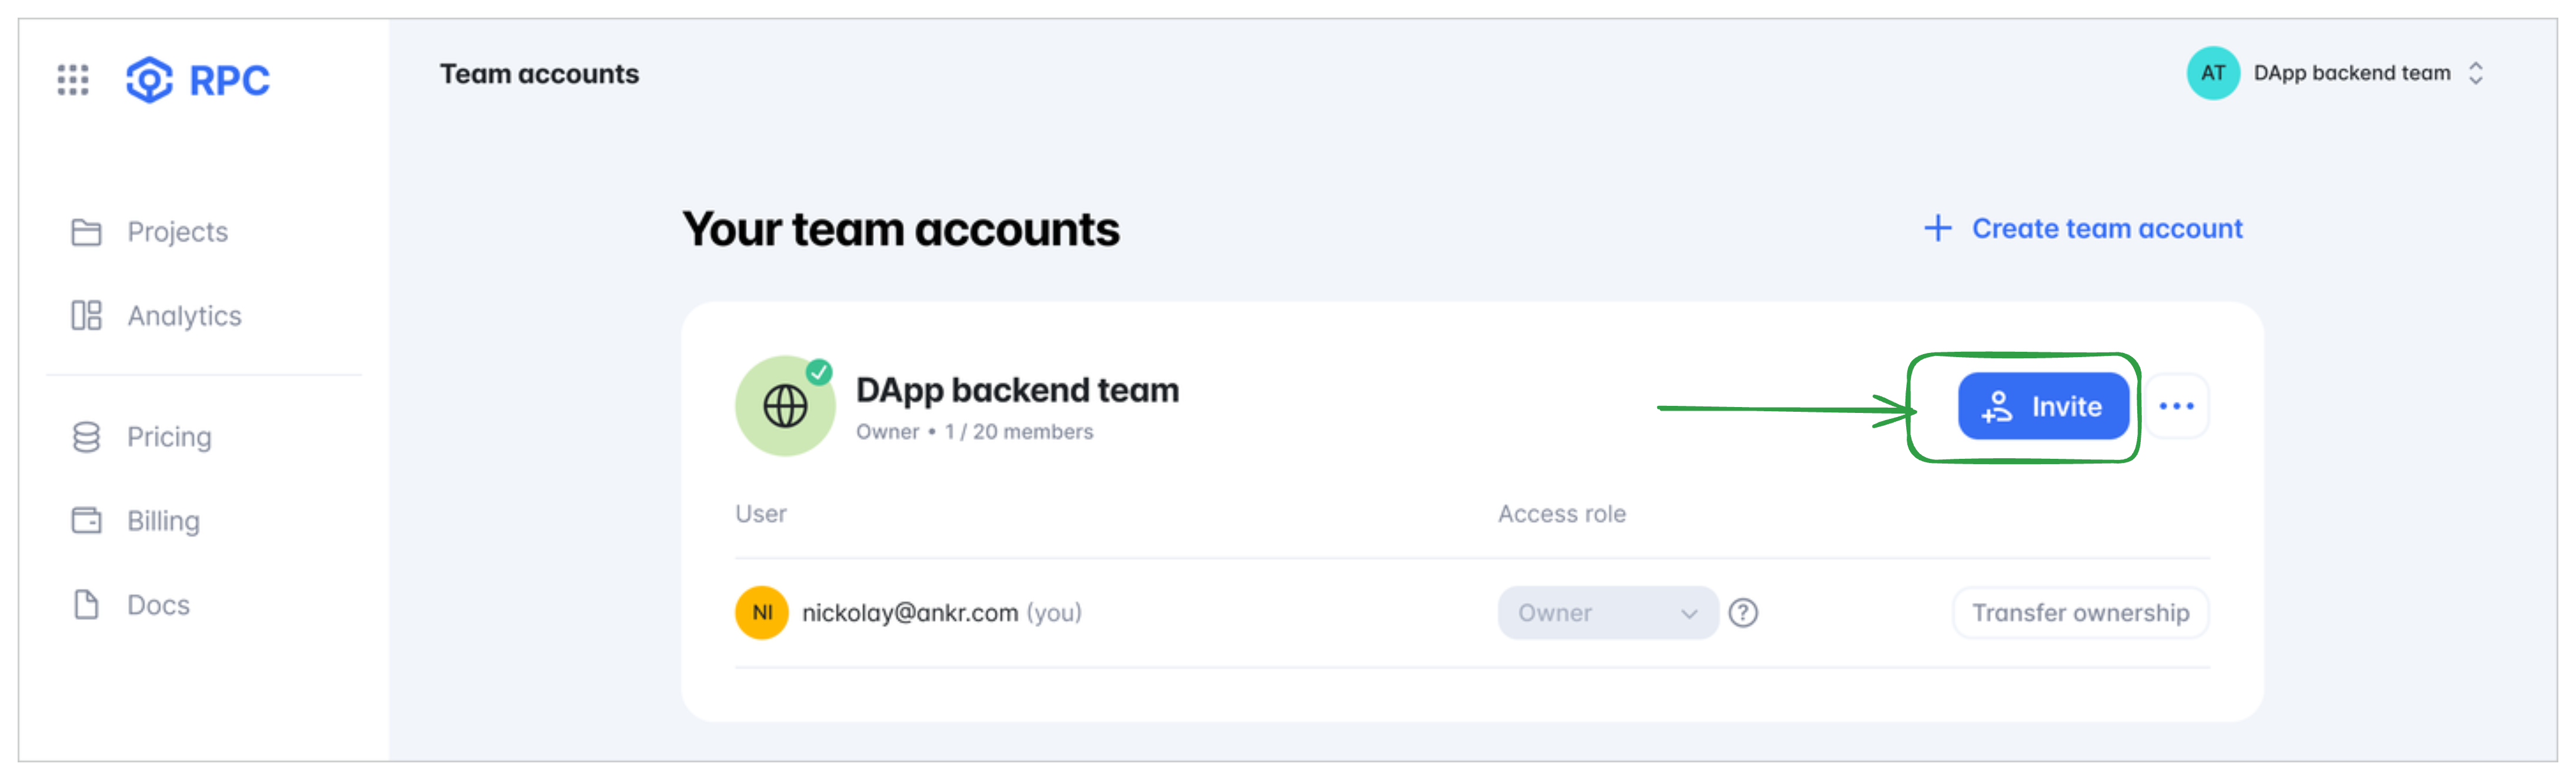 RPC
Team accounts
AT DApp backend team
Projects
Analytics
Pricing
Billing
Docs
Your team accounts
+ Create team account
DApp backend team
Owner • 1 / 20 members
Invite
User Access role
NI nickolay@ankr.com (you) Owner ? Transfer ownership